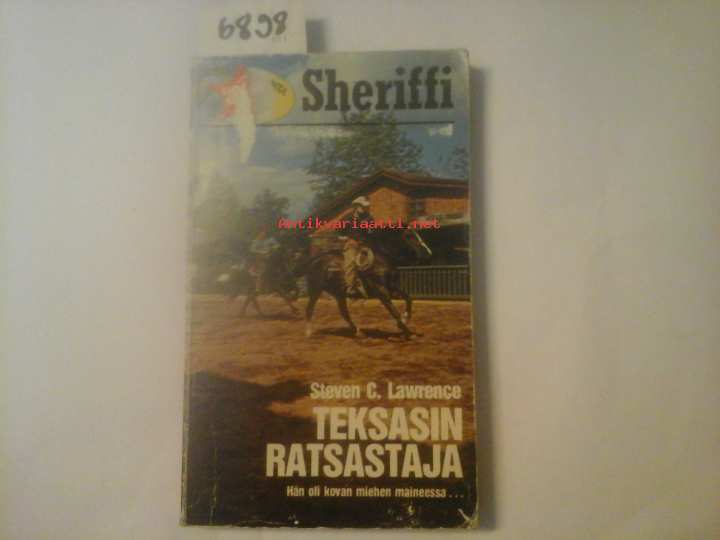 6898
Sheriffi
Antikvariaatti.net
Steven C. Lawrence
TEKSASIN
RATSASTAJA
Hän oli kovan miehen maineessa...